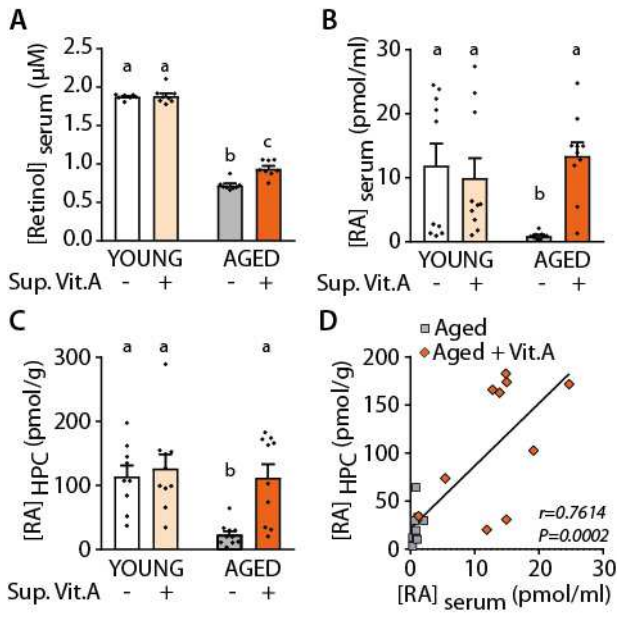 A
[Retinol] serum (μM)
2.5
2.0
1.5
1.0
0.5
0.0
a a b c
YOUNG AGED
Sup. Vit.A - + - +
B
[RA] serum (pmol/ml)
30
20
10
0
a a b a
YOUNG AGED
Sup. Vit.A - + - +
C
[RA] HPC (pmol/g)
300
200
100
0
a a b a
YOUNG AGED
Sup. Vit.A - + - +
D
Aged
Aged + Vit.A
[RA] HPC (pmol/g)
200
150
100
50
0
r=0.7614
P=0.0002
0 10 20 30
[RA] serum (pmol/ml)